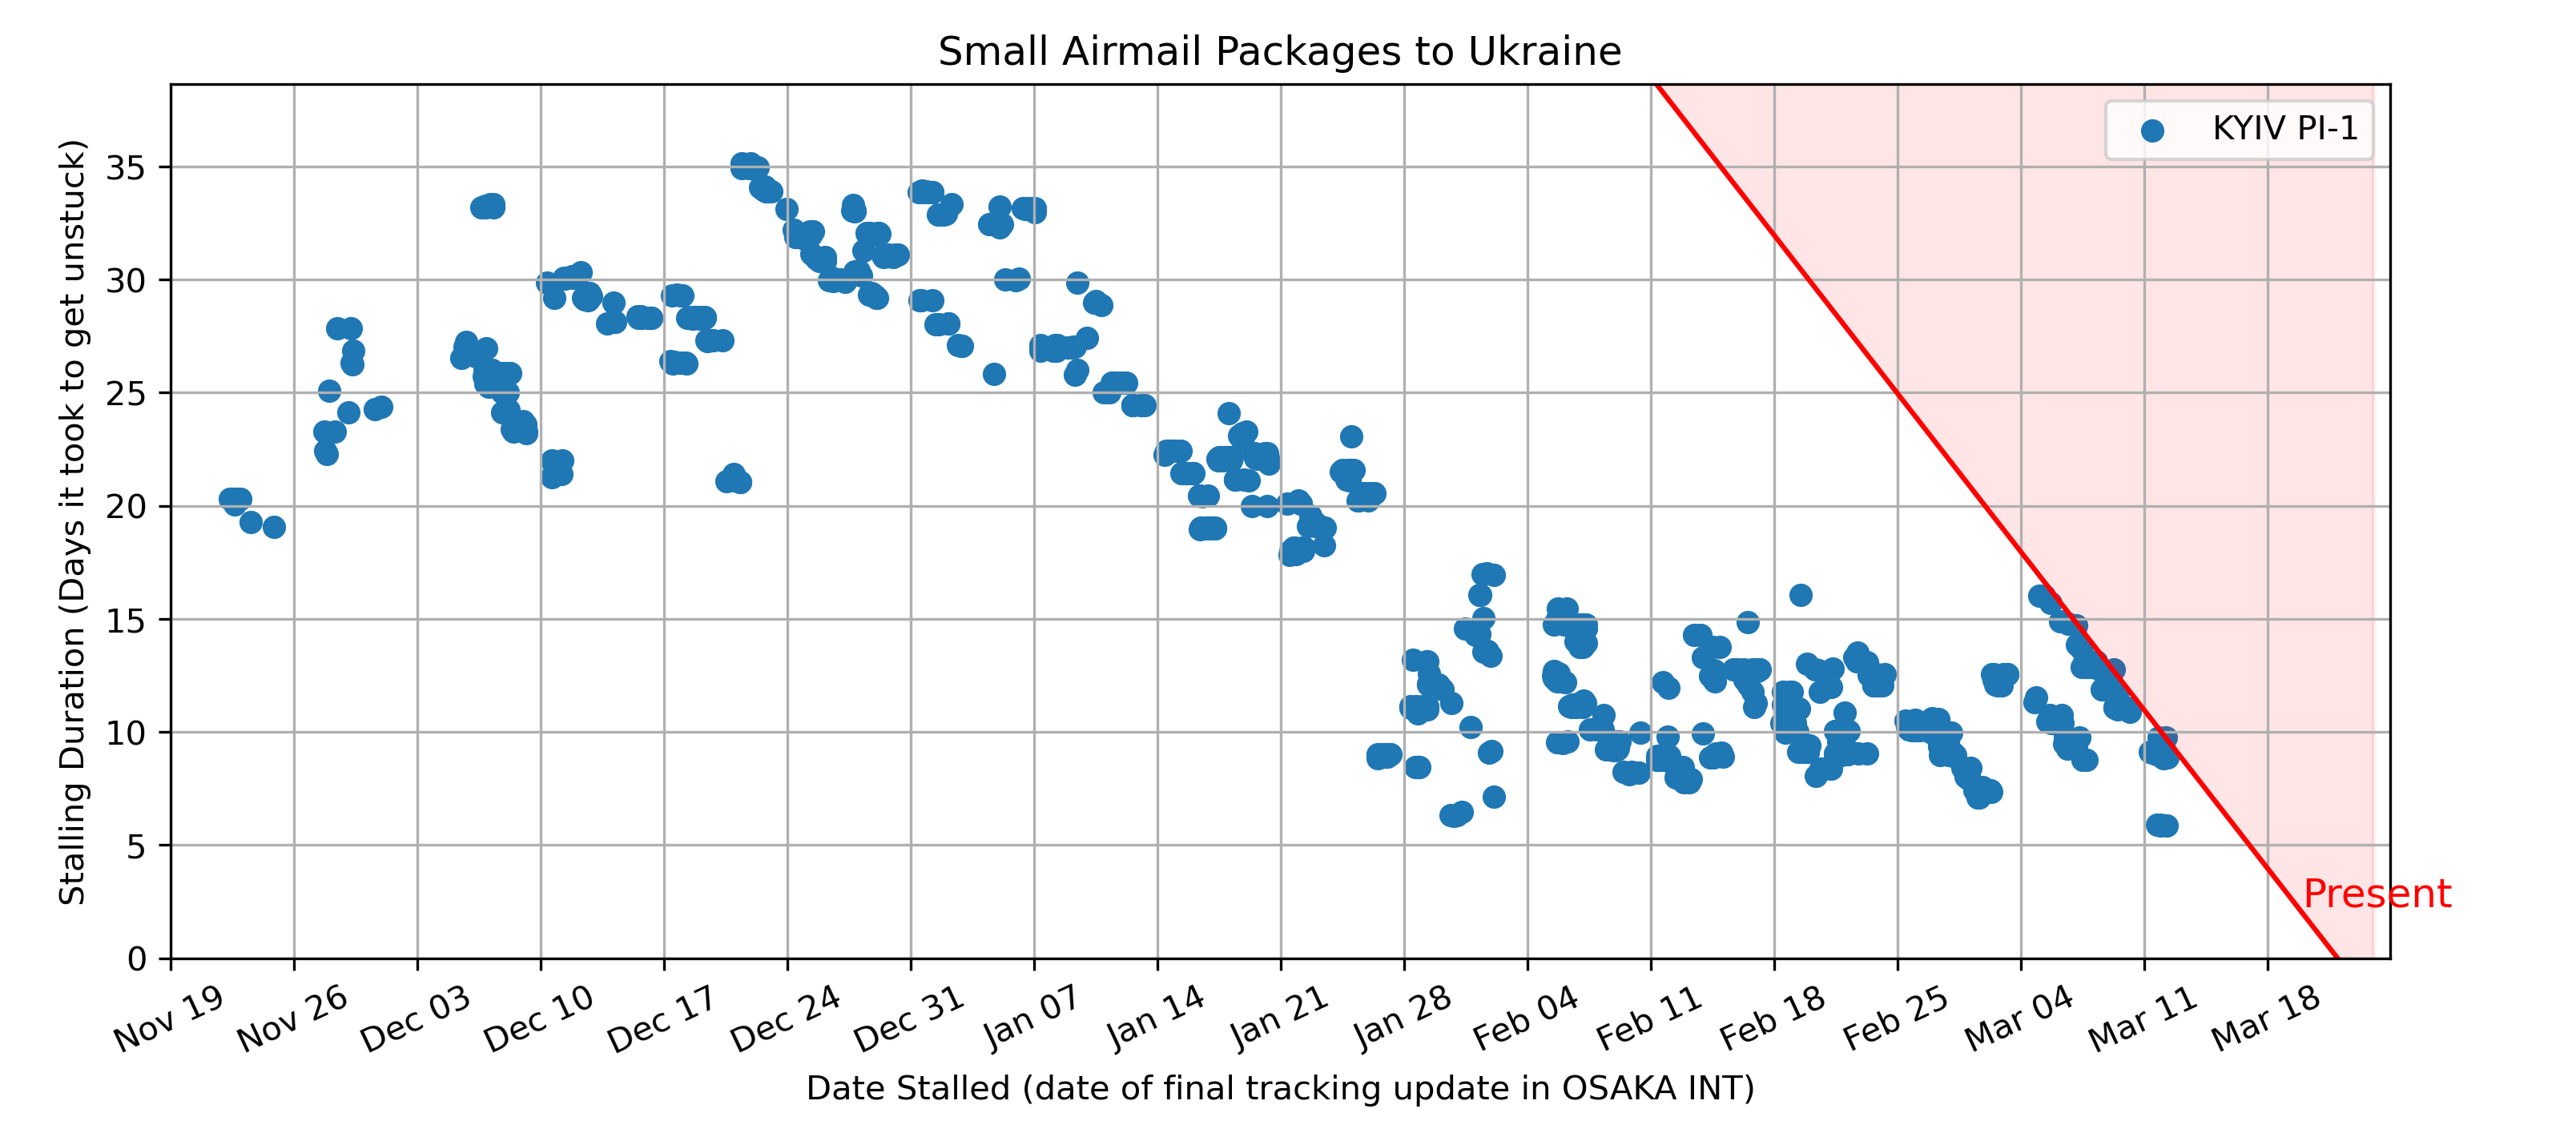 Small Airmail Packages to Ukraine
KYIV PI-1
Stalling Duration (Days it took to get unstuck)
35
30
25
20
15
10
5
0
Present
Nov 19
Nov 26
Dec 03
Dec 10
Dec 17
Dec 24
Dec 31
Jan 07
Jan 14
Jan 21
Jan 28
Feb 04
Feb 11
Feb 18
Feb 25
Mar 04
Mar 11
Mar 18
Date Stalled (date of final tracking update in OSAKA INT)